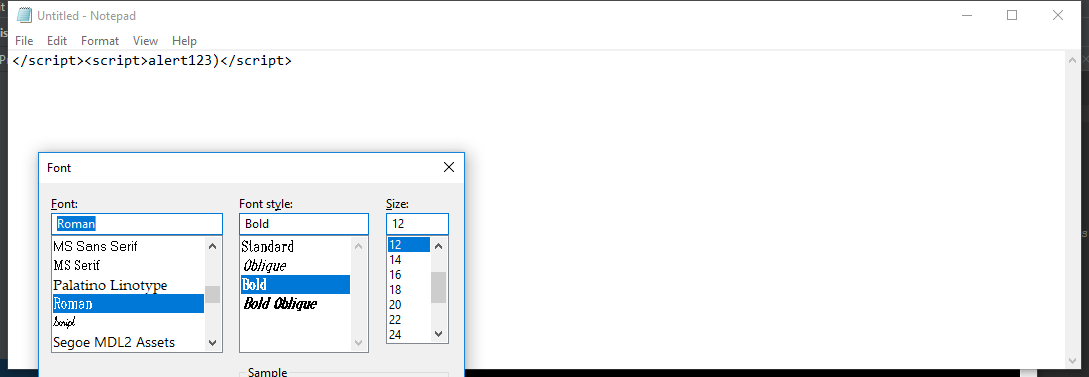 Untitled - Notepad
File Edit Format View Help
</script><script>alert123)</script>
Font
Font: Font style: Size:
Roman Bold 12
MS Sans Serif Standard 12
MS Serif Oblique 14
Palatino Linotype Bold 16
Roman Bold Oblique 18
Script 20
Segoe MDL2 Assets 22
24
Sample